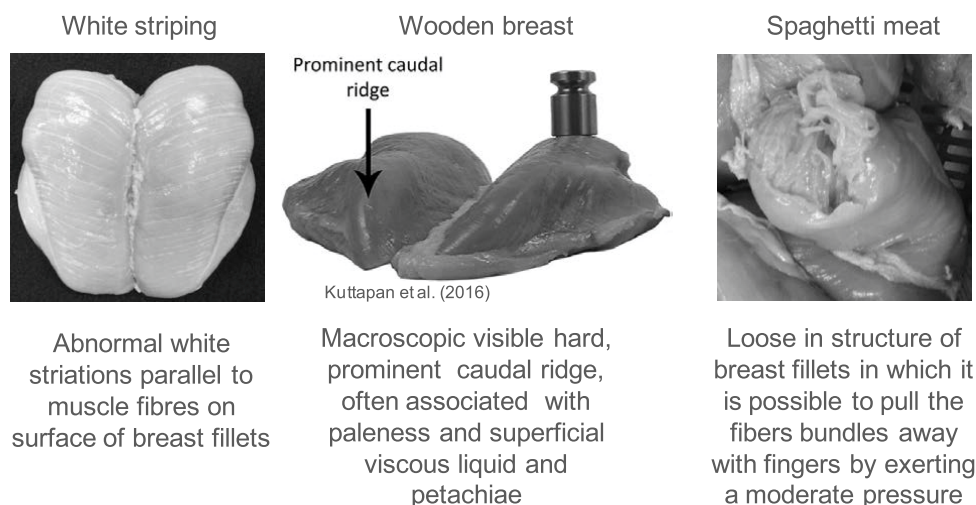 White striping
Wooden breast
Spaghetti meat
Prominent caudal
ridge
Kuttapan et al. (2016)
Abnormal white
striations parallel to
muscle fibres on
surface of breast fillets
Macroscopic visible hard,
prominent caudal ridge,
often associated with
paleness and superficial
viscous liquid and
petachiae
Loose in structure of
breast fillets in which it
is possible to pull the
fibers bundles away
with fingers by exerting
a moderate pressure